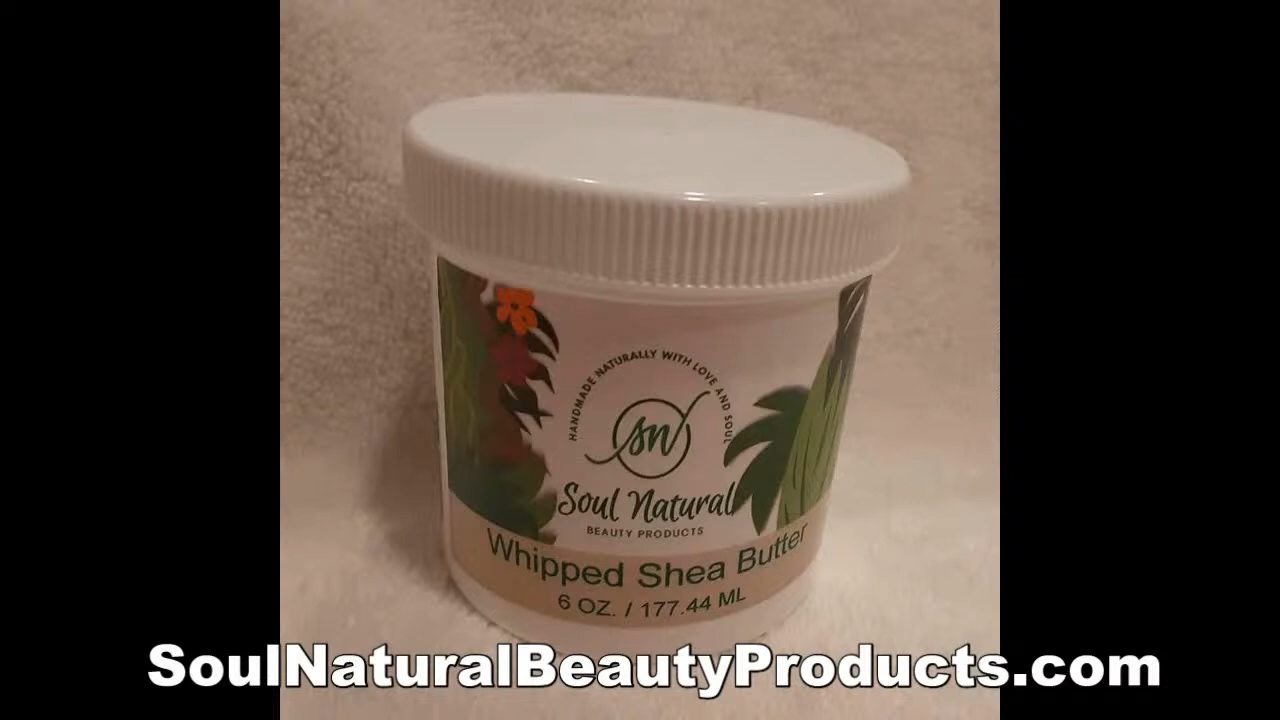 HANDMADE NATURALLY WITH LOVE AND SOUL
SN
Soul Natural
BEAUTY PRODUCTS
Whipped Shea Butter
6 OZ. / 177.44 ML
SoulNaturalBeautyProducts.com